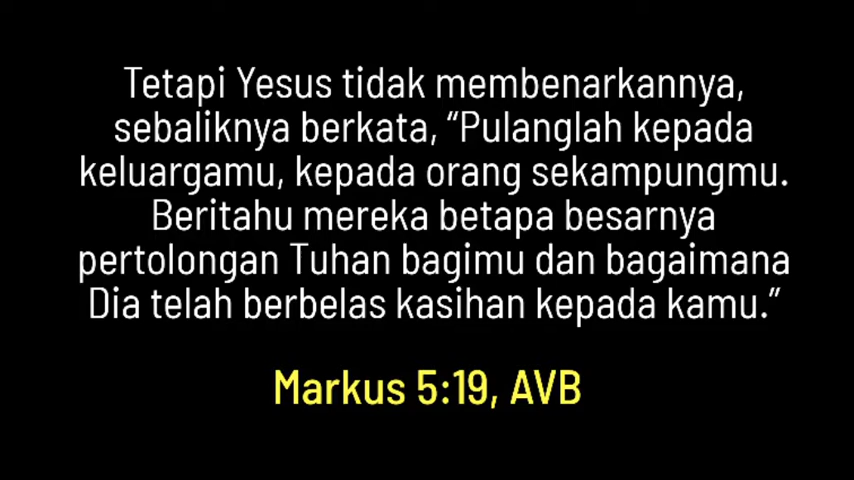 Tetapi Yesus tidak membenarkannya,
sebaliknya berkata, “Pulanglah kepada
keluargamu, kepada orang sekampungmu.
Beritahu mereka betapa besarnya
pertolongan Tuhan bagimu dan bagaimana
Dia telah berbelas kasihan kepada kamu.”
Markus 5:19, AVB